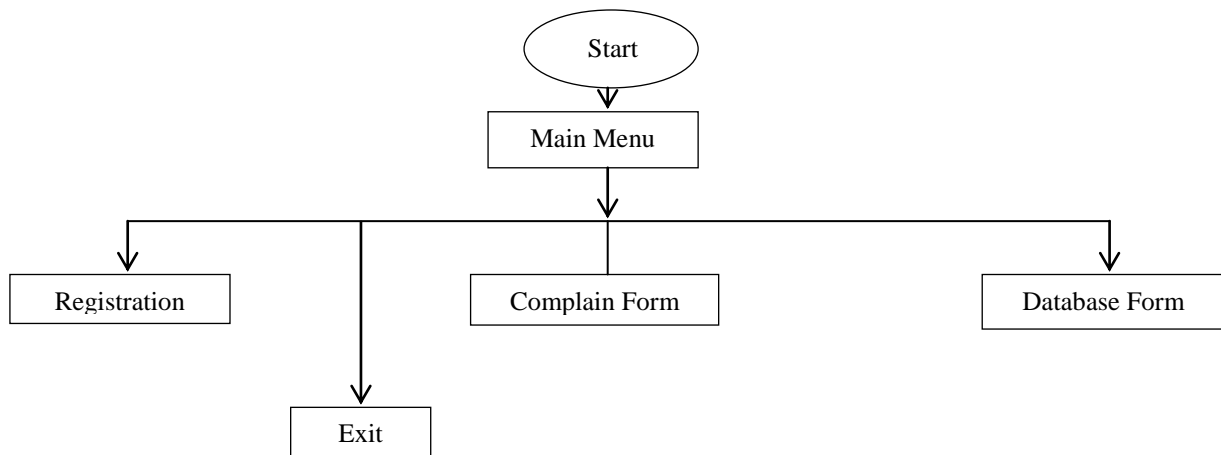 Start
Main Menu
Registration
Complain Form
Database Form
Exit